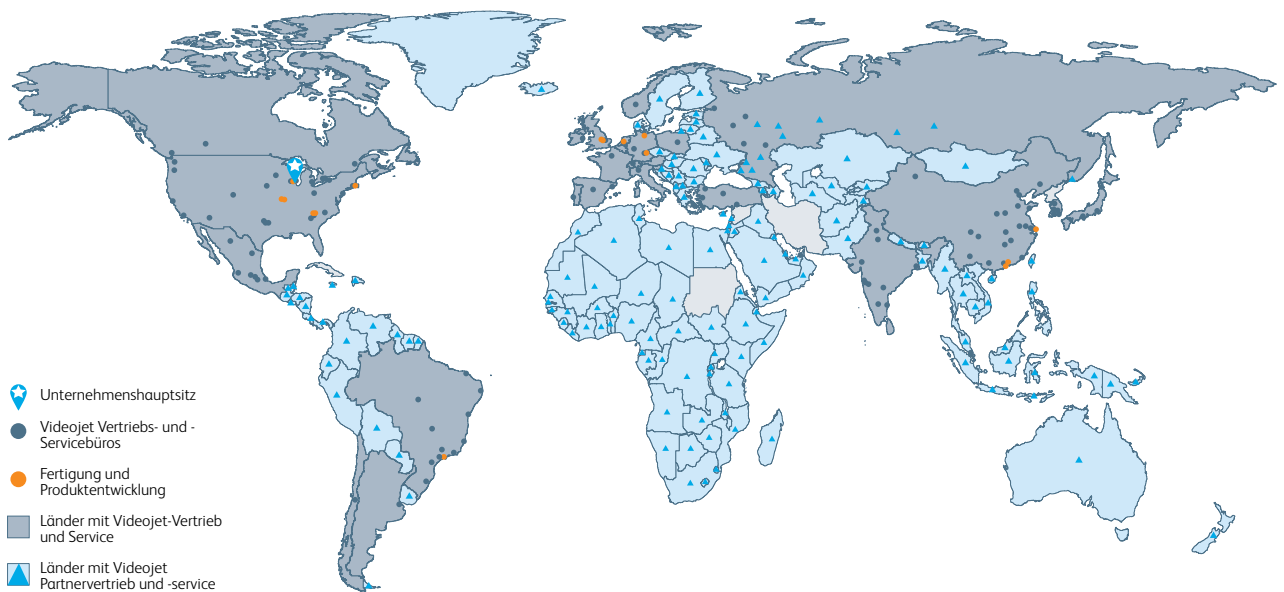 Unternehmenshauptsitz
Videojet Vertriebs- und -
Servicebüros
Fertigung und
Produktentwicklung
Länder mit Videojet-Vertrieb
und Service
Länder mit Videojet
Partnervertrieb und -service